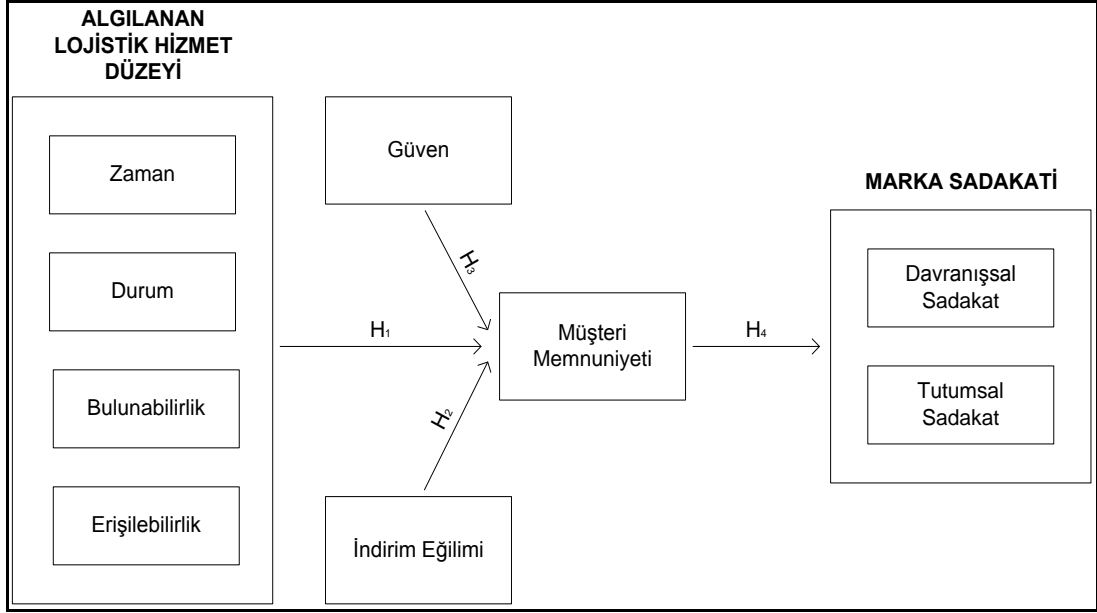 ALGILANAN
LOJİSTİK HİZMET
DÜZEYİ
Zaman
Durum
Bulunabilirlik
Erişilebilirlik
Güven
İndirim Eğilimi
H₁
H₃
H₂
Müşteri
Memnuniyeti
H₄
MARKA SADAKATİ
Davranışsal
Sadakat
Tutumsal
Sadakat